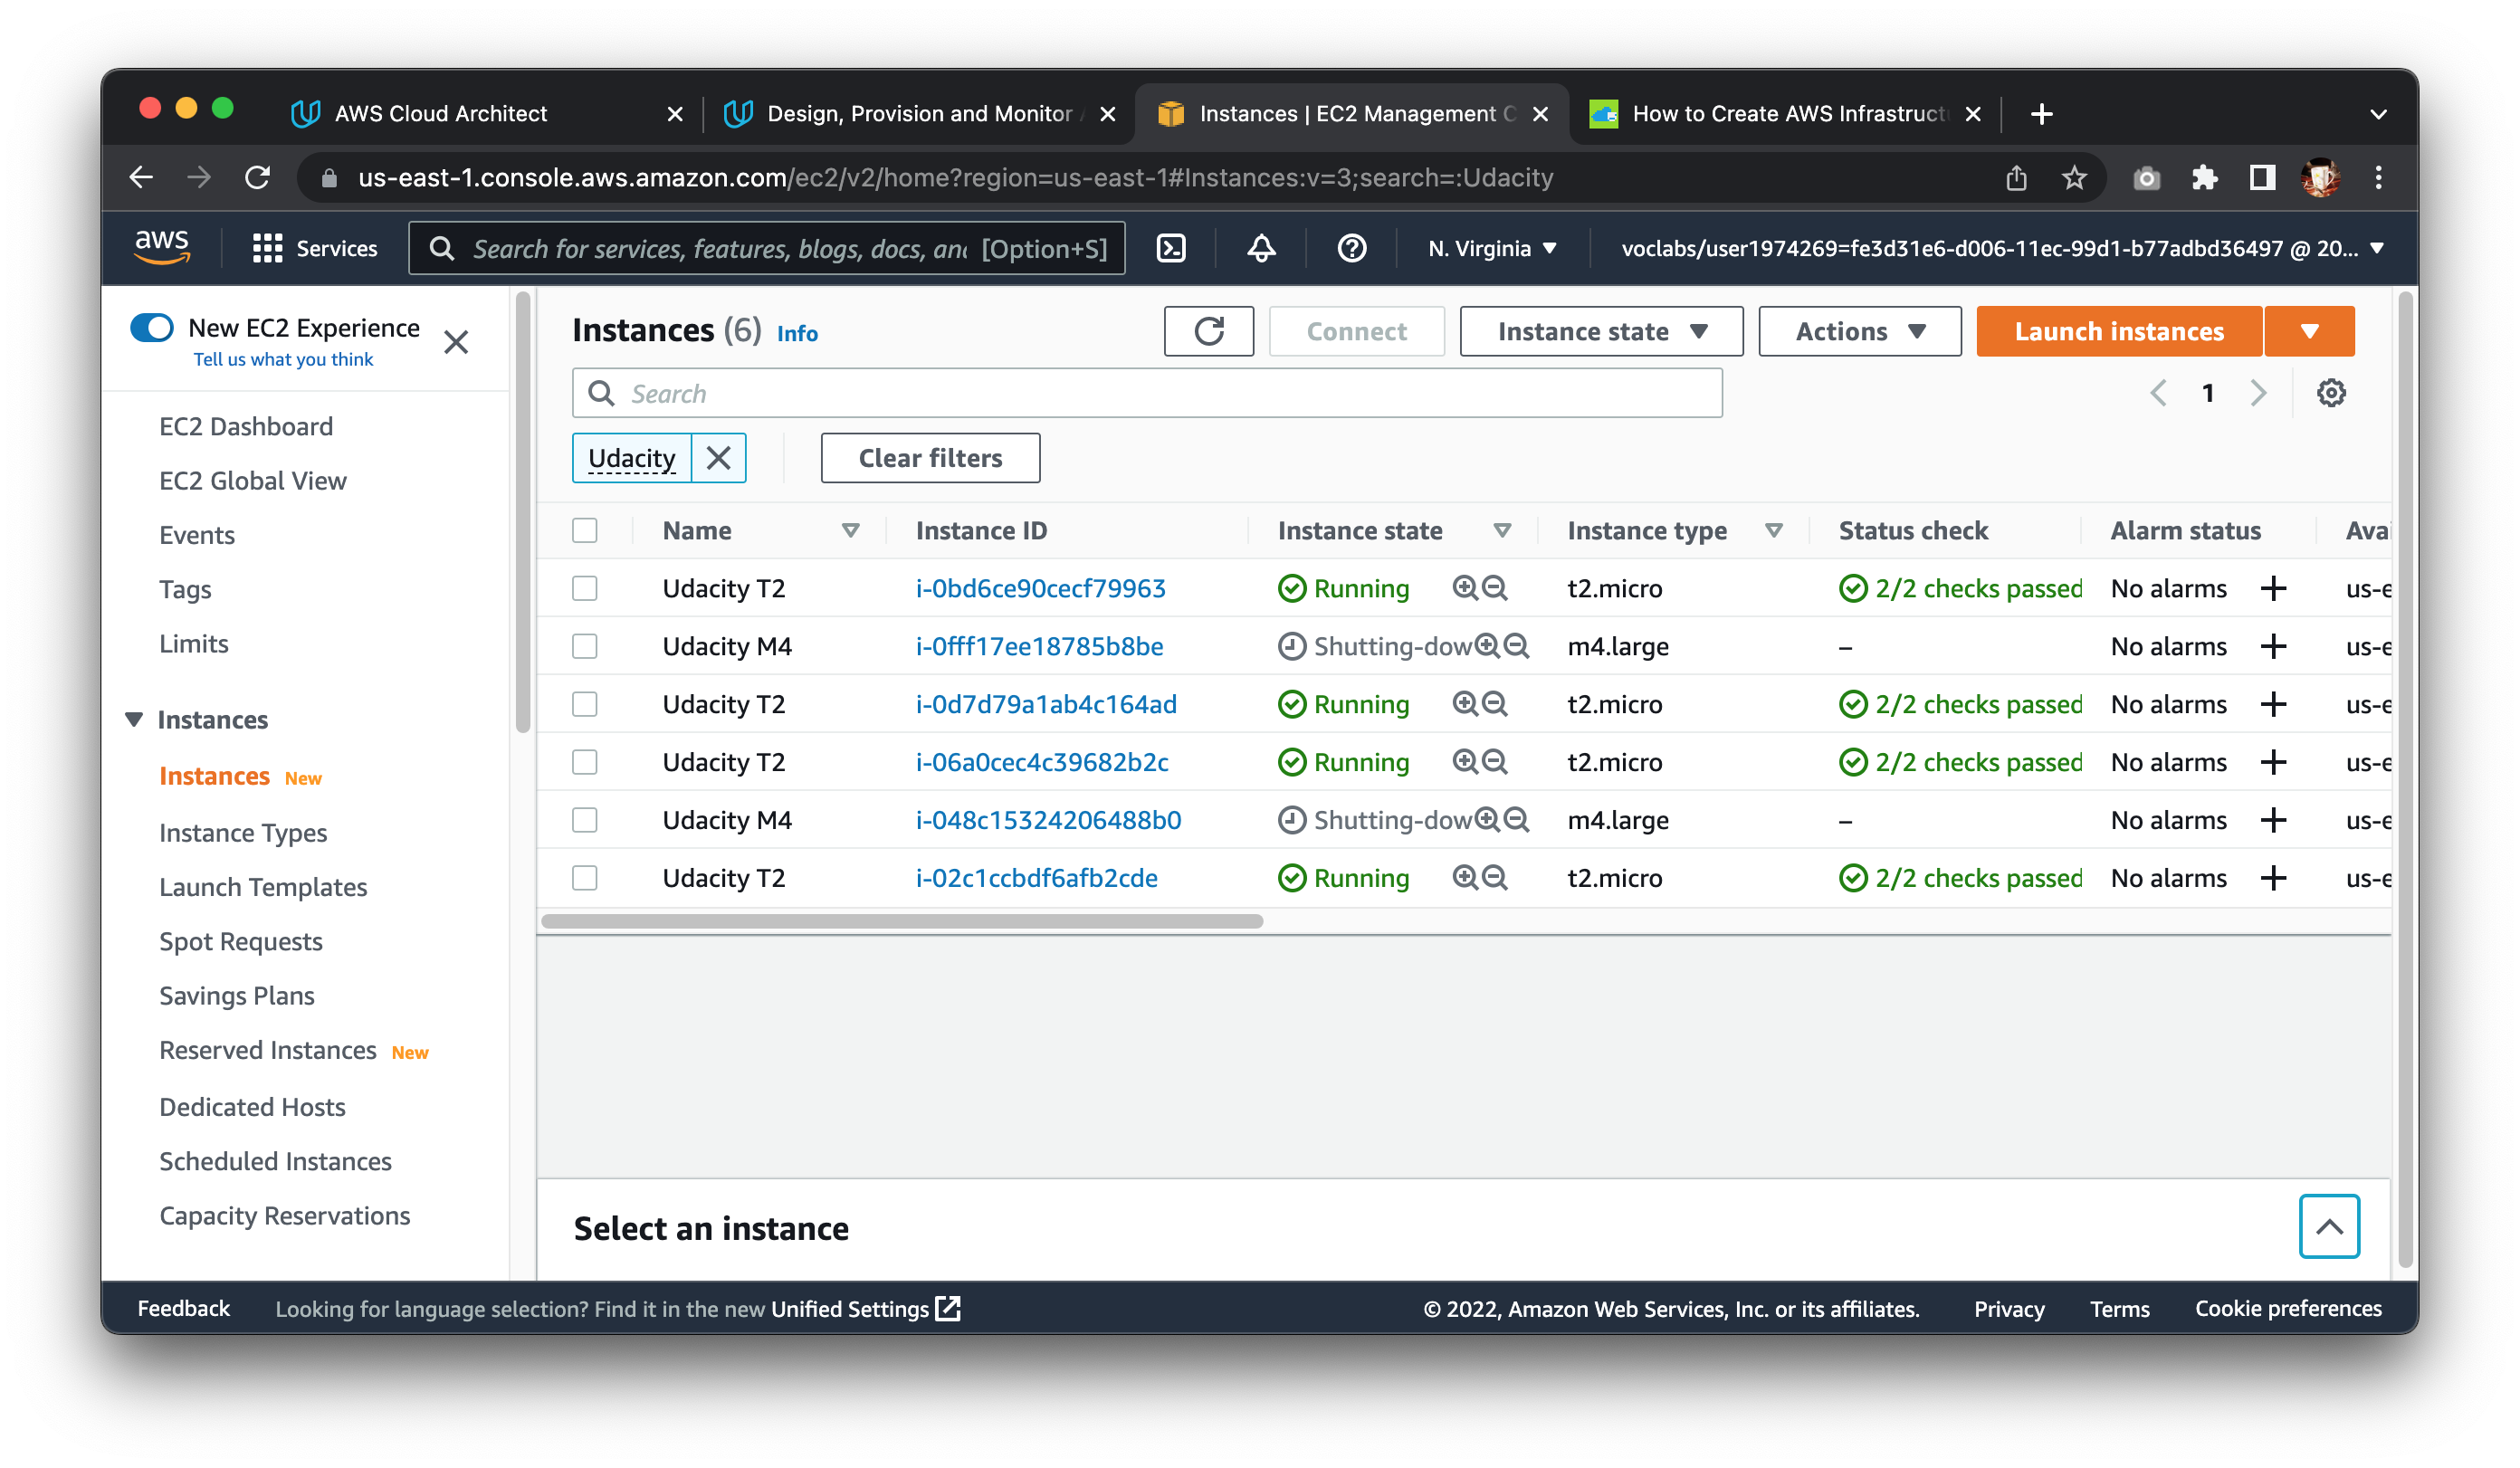 AWS Cloud Architect
Design, Provision and Monitor
Instances | EC2 Management C
How to Create AWS Infrastruct
us-east-1.console.aws.amazon.com/ec2/v2/home?region=us-east-1#Instances:v=3;search=:Udacity
aws
Services
Search for services, features, blogs, docs, and [Option+S]
N. Virginia
voclabs/user1974269=fe3d31e6-d006-11ec-99d1-b77adbd36497 @ 20...
New EC2 Experience
Tell us what you think
EC2 Dashboard
EC2 Global View
Events
Tags
Limits
Instances
Instances New
Instance Types
Launch Templates
Spot Requests
Savings Plans
Reserved Instances New
Dedicated Hosts
Scheduled Instances
Capacity Reservations
Instances (6) Info
Connect
Instance state
Actions
Launch instances
Search
1
Udacity
Clear filters
Name Instance ID Instance state Instance type Status check Alarm status Avai
Udacity T2 i-0bd6ce90cecf79963 Running t2.micro 2/2 checks passed No alarms us-e
Udacity M4 i-0fff17ee18785b8be Shutting-dow m4.large – No alarms us-e
Udacity T2 i-0d7d79a1ab4c164ad Running t2.micro 2/2 checks passed No alarms us-e
Udacity T2 i-06a0cec4c39682b2c Running t2.micro 2/2 checks passed No alarms us-e
Udacity M4 i-048c15324206488b0 Shutting-dow m4.large – No alarms us-e
Udacity T2 i-02c1ccbdf6afb2cde Running t2.micro 2/2 checks passed No alarms us-e
Select an instance
Feedback
Looking for language selection? Find it in the new Unified Settings
© 2022, Amazon Web Services, Inc. or its affiliates.
Privacy
Terms
Cookie preferences